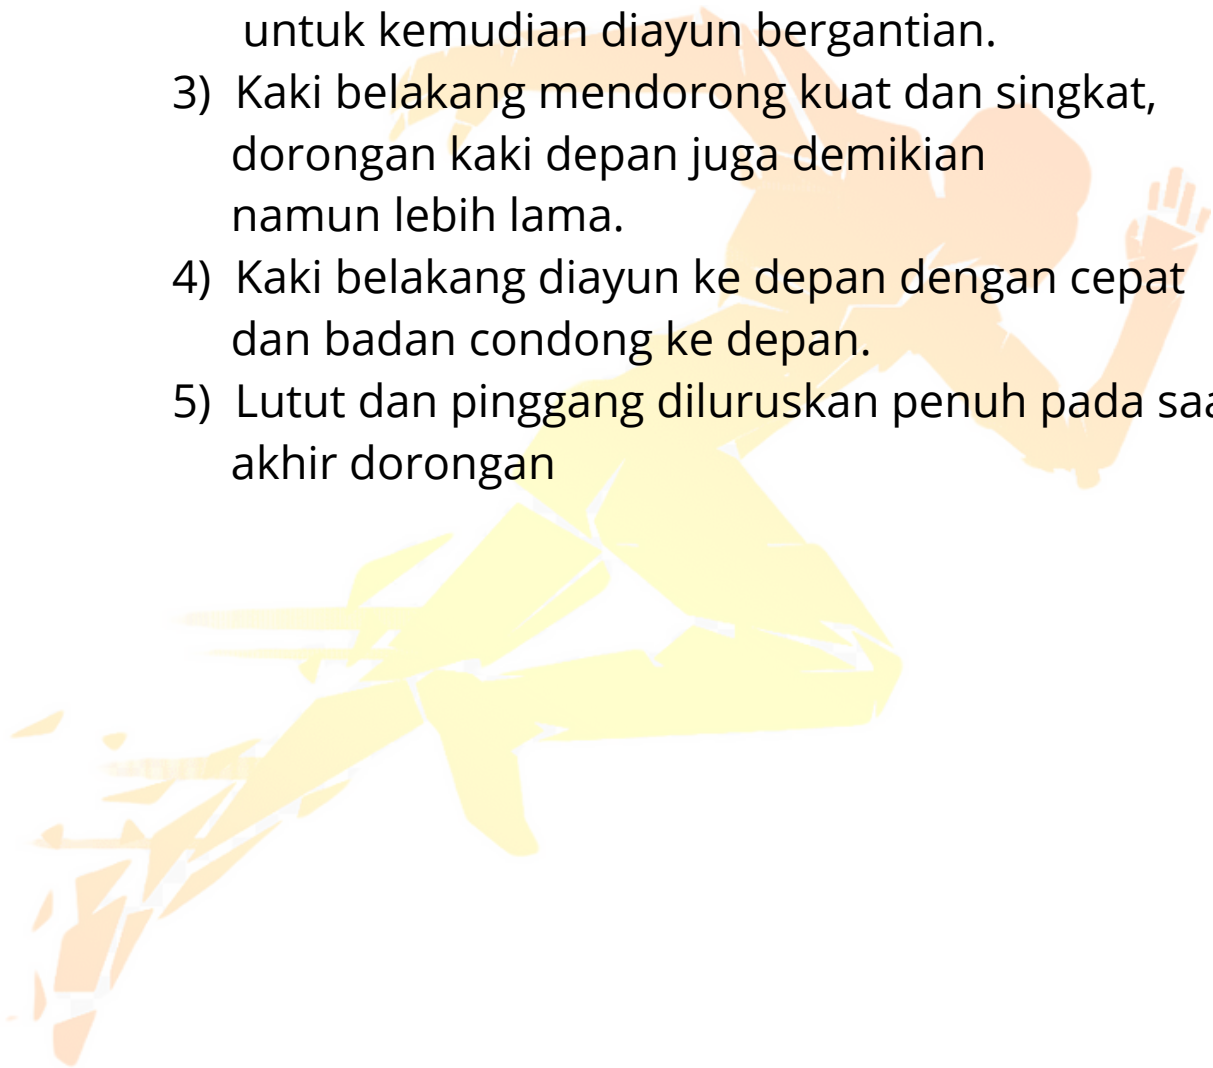 untuk kemudian diayun bergantian.
3) Kaki belakang mendorong kuat dan singkat,
dorongan kaki depan juga demikian
namun lebih lama.
4) Kaki belakang diayun ke depan dengan cepat
dan badan condong ke depan.
5) Lutut dan pinggang diluruskan penuh pada
akhir dorongan